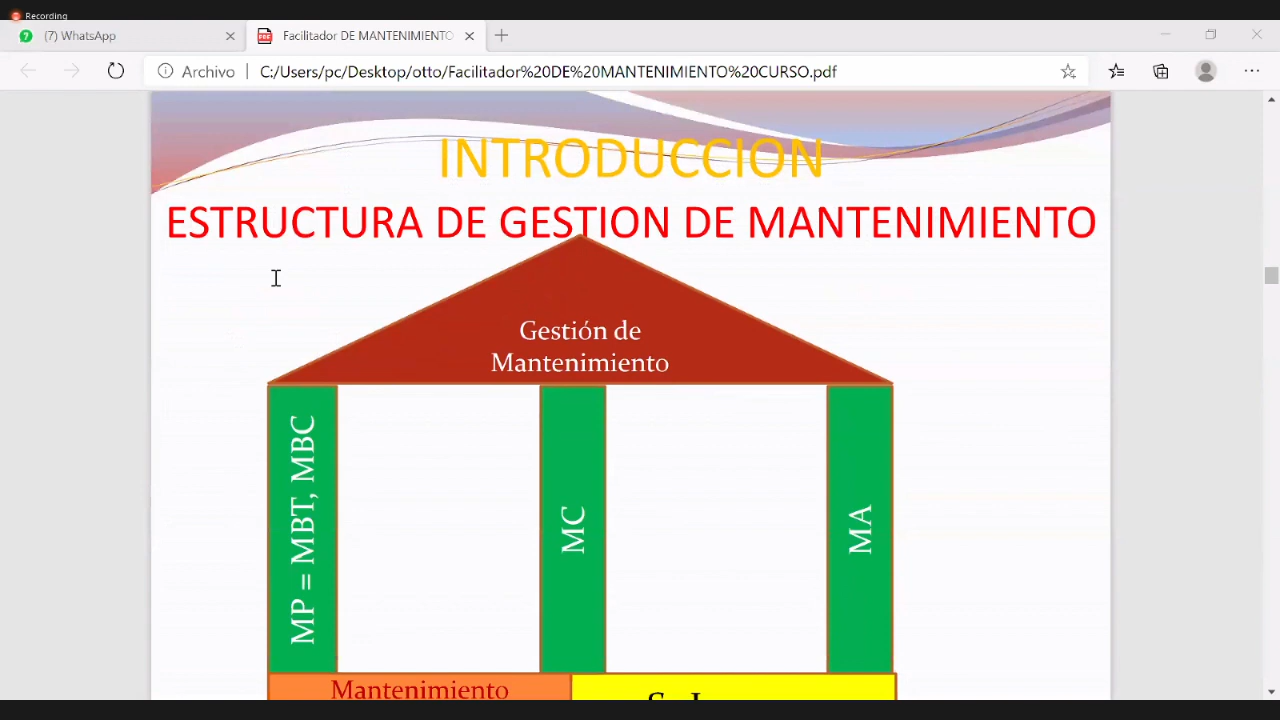 Recording
(7) WhatsApp
Facilitador DE MANTENIMIENTO
Archivo
C:/Users/pc/Desktop/otto/Facilitador%20DE%20MANTENIMIENTO%20CURSO.pdf
INTRODUCCION
ESTRUCTURA DE GESTION DE MANTENIMIENTO
Gestión de
Mantenimiento
MP = MBT, MBC
MC
MA
Mantenimiento